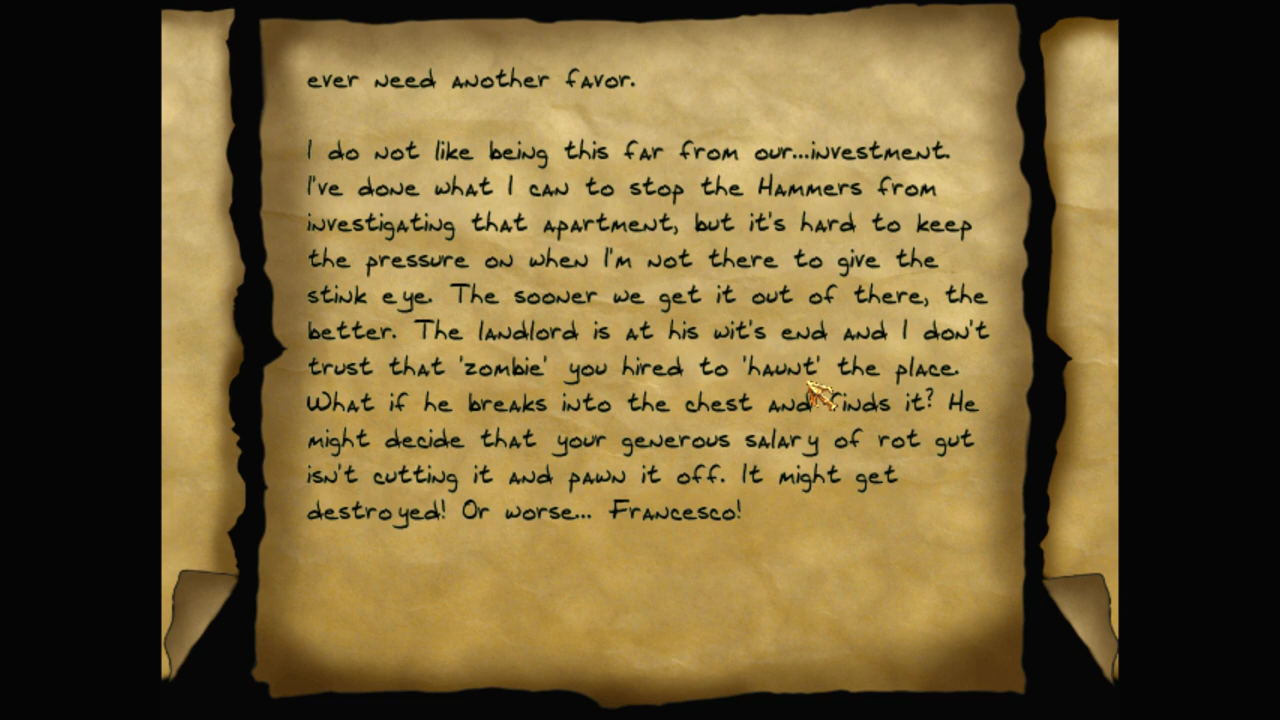 ever need another favor.
I do not like being this far from our...investment.
I've done what I can to stop the Hammers from
investigating that apartment, but it's hard to keep
the pressure on when I'm not there to give the
stink eye. The sooner we get it out of there, the
better. The landlord is at his wit's end and I don't
trust that 'zombie' you hired to 'haunt' the place.
What if he breaks into the chest and finds it? He
might decide that your generous salary of rot gut
isn't cutting it and pawn it off. It might get
destroyed! Or worse... Francesco!